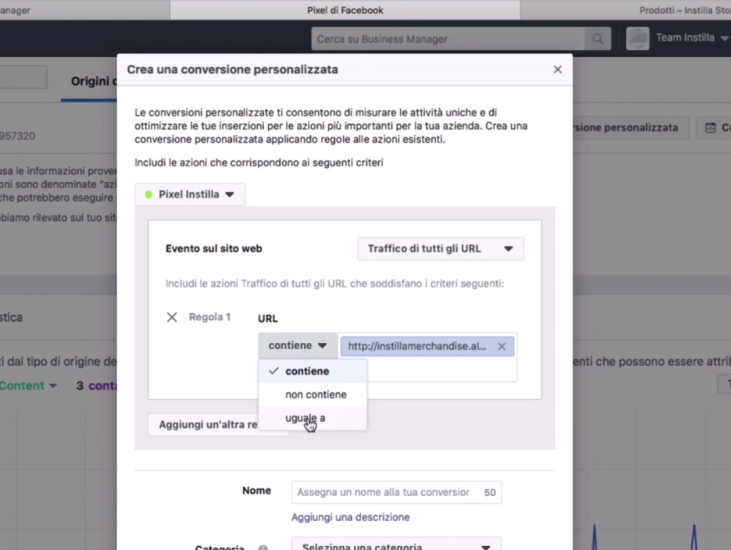 anager
Pixel di Facebook
Prodotti – Instilla Sto
Cerca su Business Manager
Team Instilla
Crea una conversione personalizzata
Origini
Le conversioni personalizzate ti consentono di misurare le attività uniche e di
ottimizzare le tue inserzioni per le azioni più importanti per la tua azienda. Crea una
conversione personalizzata applicando regole alle azioni esistenti.
957320
sione personalizzata
Includi le azioni che corrispondono ai seguenti criteri
usa le informazioni prover
oni sono denominate "azi
che potrebbero eseguire
obiamo rilevato sul tuo sit
Pixel Instilla
Evento sul sito web
Traffico di tutti gli URL
Includi le azioni Traffico di tutti gli URL che soddisfano i criteri seguenti:
Regola 1
URL
stica
contiene
http://instillamerchandise.al...
contiene
non contiene
uguale a
ti dal tipo di origine de
enti che possono essere attri
Content
3 conta
Aggiungi un'altra re
Nome
Assegna un nome alla tua conversior
50
Aggiungi una descrizione
Categoria
Seleziona una categoria